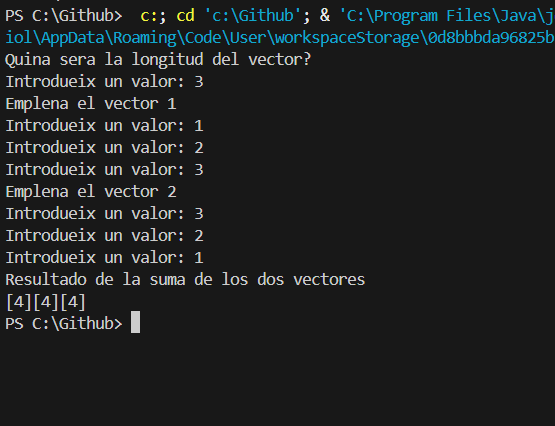 PS C:\Github>  c:; cd 'c:\Github'; & 'C:\Program Files\Java\j
iol\AppData\Roaming\Code\User\workspaceStorage\0d8bbbda96825b
Quina sera la longitud del vector?
Introdueix un valor: 3
Emplena el vector 1
Introdueix un valor: 1
Introdueix un valor: 2
Introdueix un valor: 3
Emplena el vector 2
Introdueix un valor: 3
Introdueix un valor: 2
Introdueix un valor: 1
Resultado de la suma de los dos vectores
[4][4][4]
PS C:\Github>